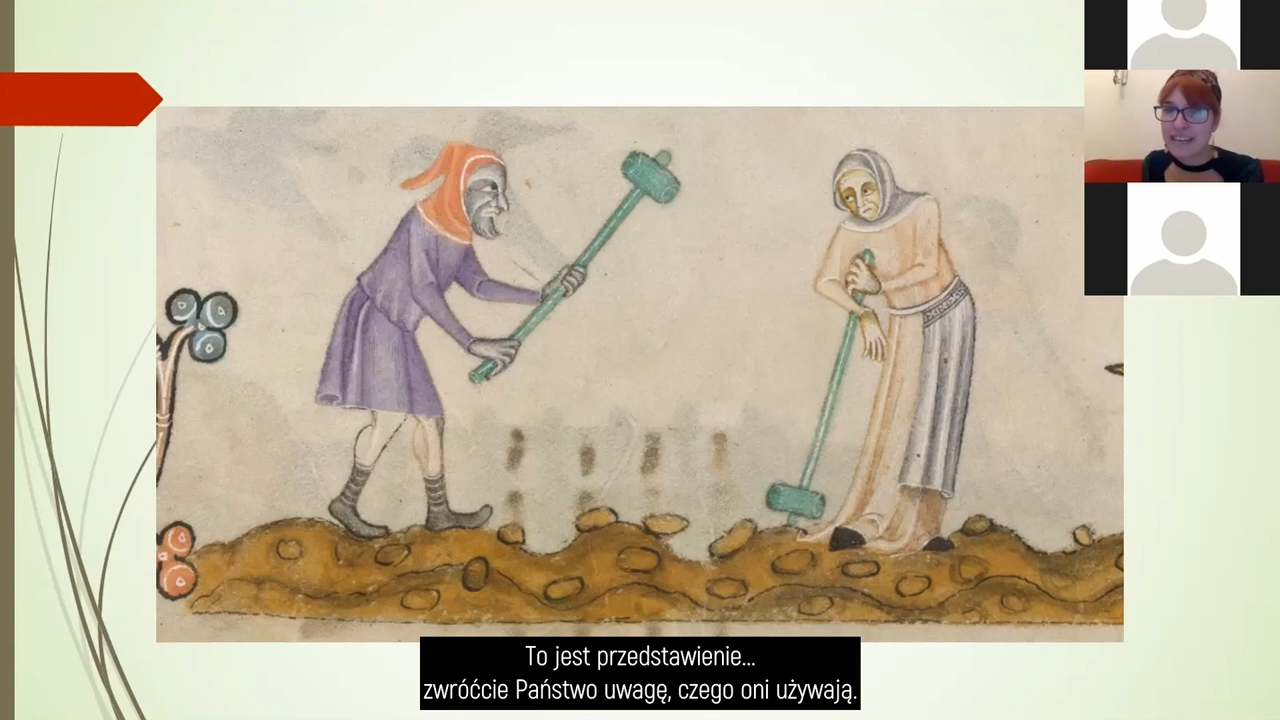 To jest przedstawienie...
zwróćcie Państwo uwagę, czego oni używają.